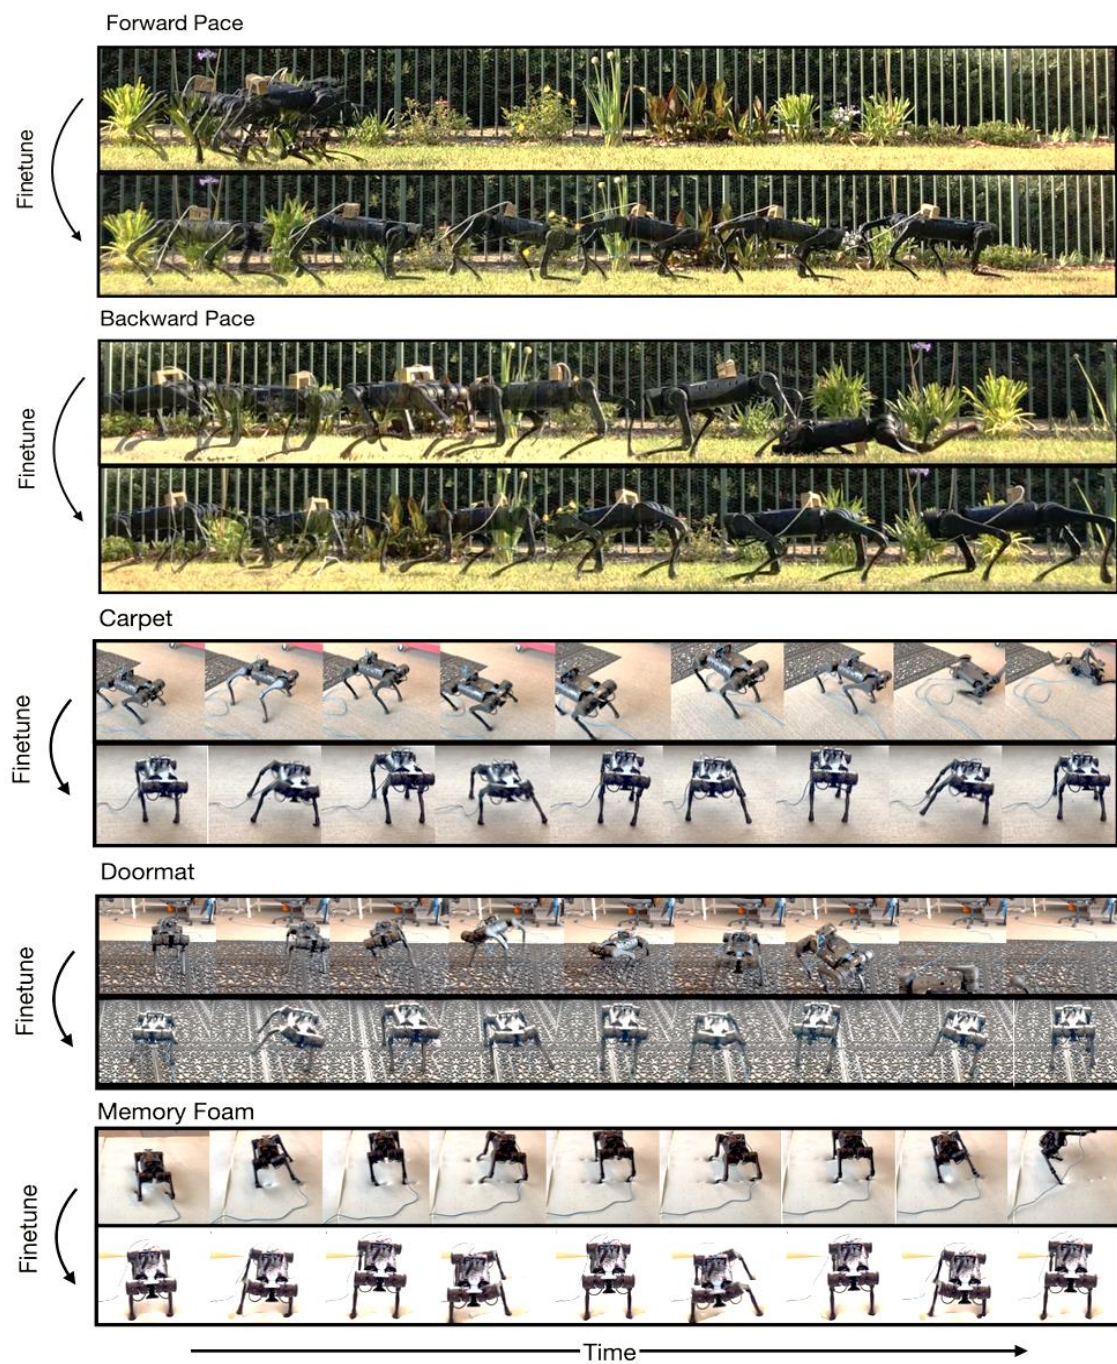 Forward Pace
Finetune
Backward Pace
Finetune
Carpet
Finetune
Doormat
Finetune
Memory Foam
Finetune
Time